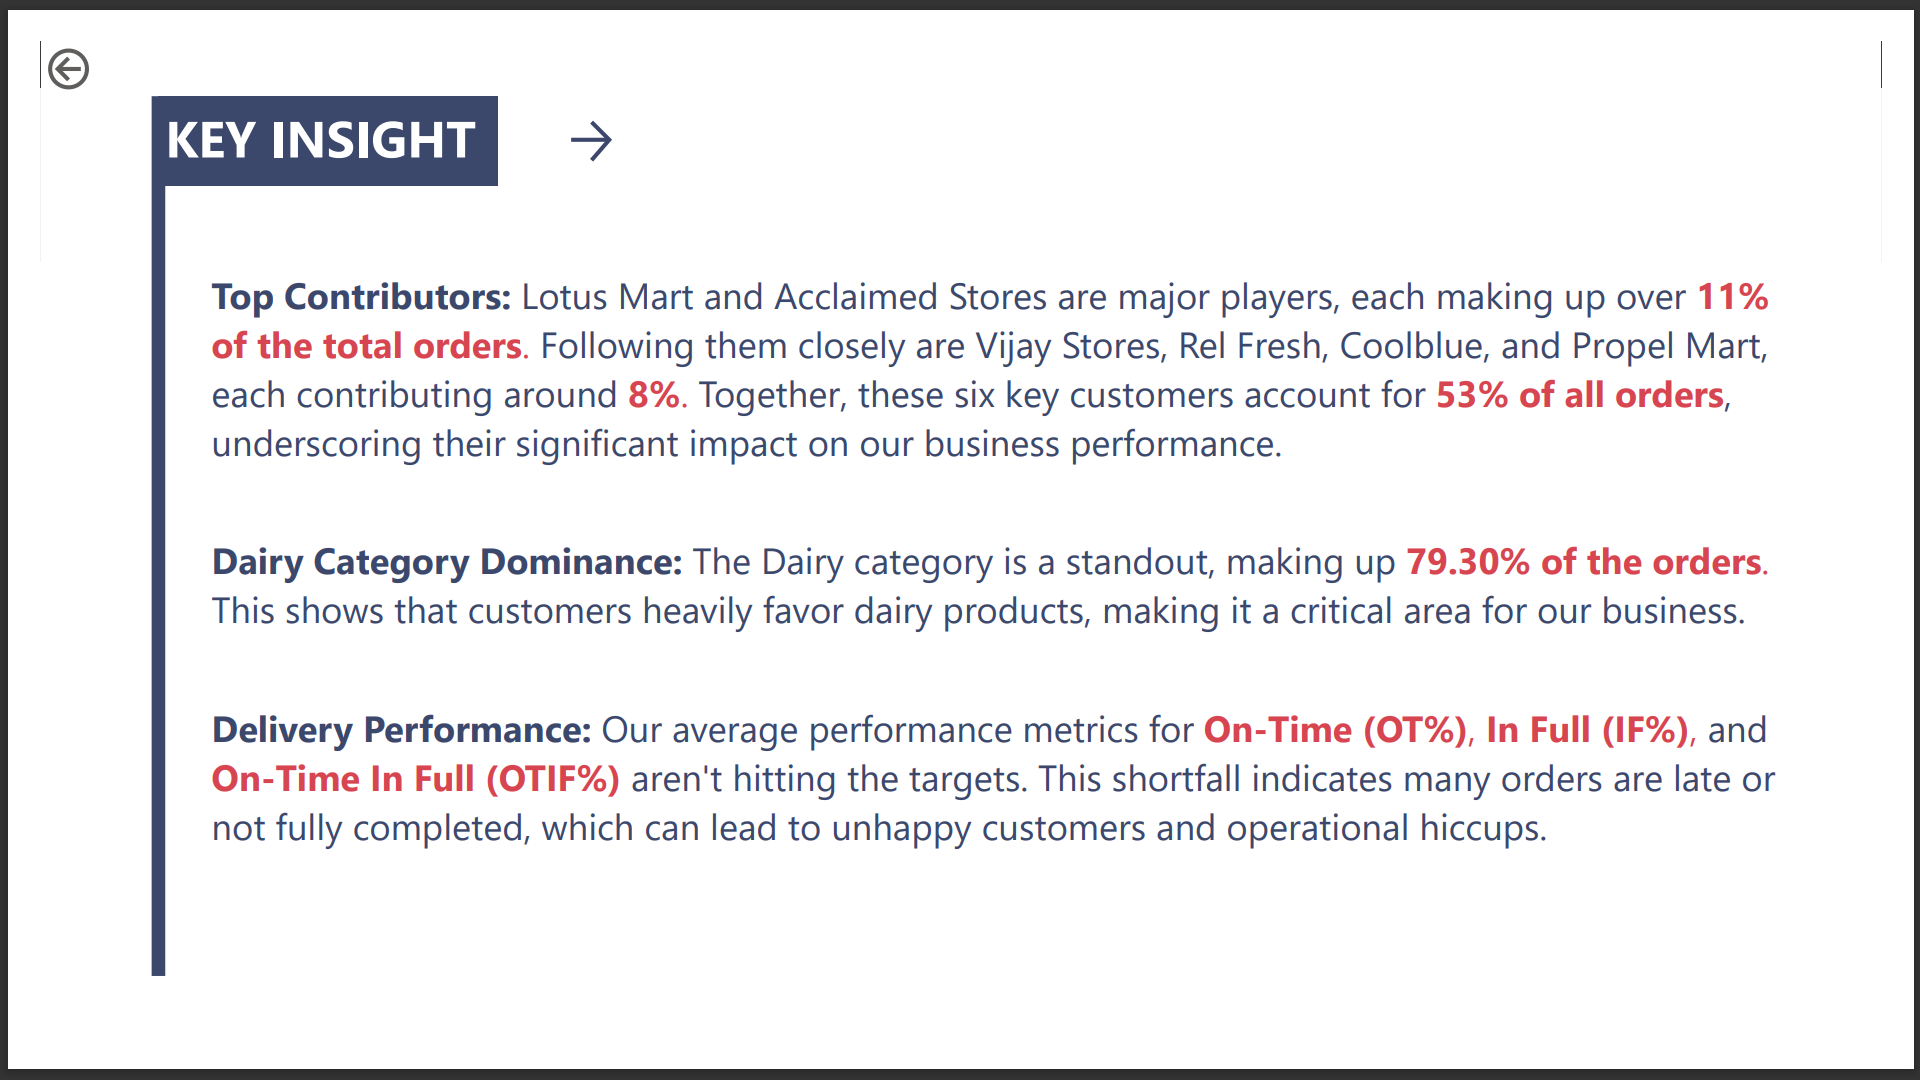 KEY INSIGHT
Top Contributors: Lotus Mart and Acclaimed Stores are major players, each making up over 11%
of the total orders. Following them closely are Vijay Stores, Rel Fresh, Coolblue, and Propel Mart,
each contributing around 8%. Together, these six key customers account for 53% of all orders,
underscoring their significant impact on our business performance.
Dairy Category Dominance: The Dairy category is a standout, making up 79.30% of the orders.
This shows that customers heavily favor dairy products, making it a critical area for our business.
Delivery Performance: Our average performance metrics for On-Time (OT%), In Full (IF%), and
On-Time In Full (OTIF%) aren't hitting the targets. This shortfall indicates many orders are late or
not fully completed, which can lead to unhappy customers and operational hiccups.